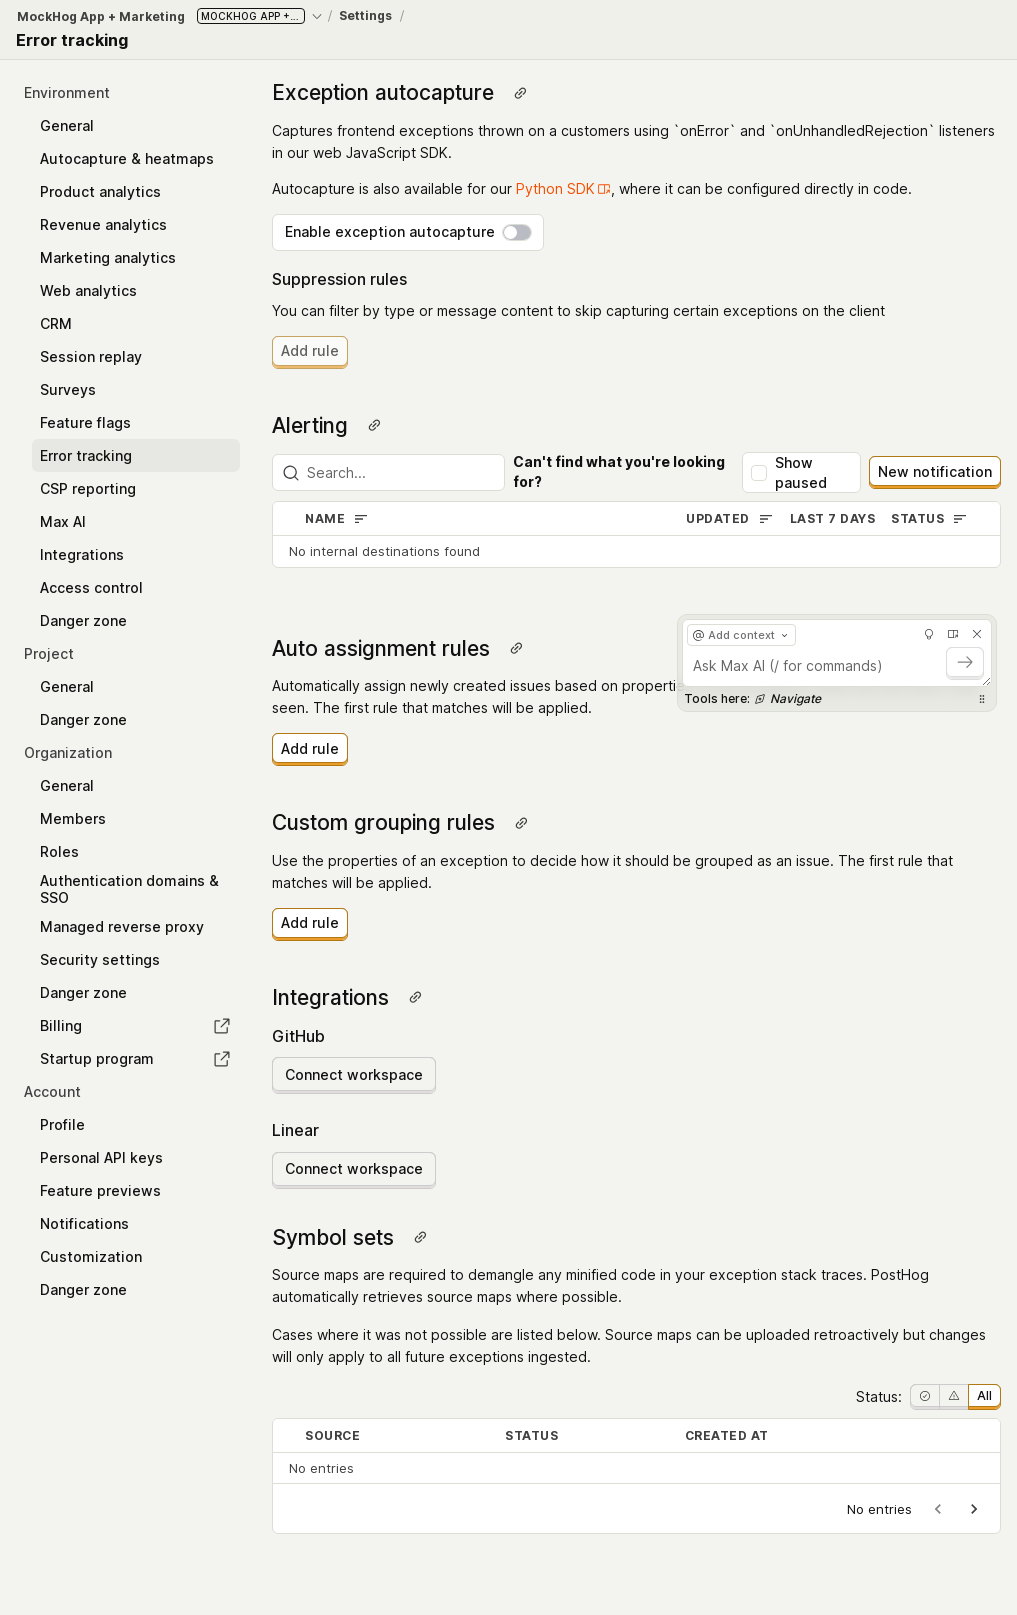 MockHog App + Marketing MOCKHOG APP +... / Settings /
Error tracking
Environment
General
Autocapture & heatmaps
Product analytics
Revenue analytics
Marketing analytics
Web analytics
CRM
Session replay
Surveys
Feature flags
Error tracking
CSP reporting
Max AI
Integrations
Access control
Danger zone
Project
General
Danger zone
Organization
General
Members
Roles
Authentication domains &
SSO
Managed reverse proxy
Security settings
Danger zone
Billing
Startup program
Account
Profile
Personal API keys
Feature previews
Notifications
Customization
Danger zone
Exception autocapture
Captures frontend exceptions thrown on a customers using `onError` and `onUnhandledRejection` listeners
in our web JavaScript SDK.
Autocapture is also available for our Python SDK, where it can be configured directly in code.
Enable exception autocapture
Suppression rules
You can filter by type or message content to skip capturing certain exceptions on the client
Add rule
Alerting
Search...
Can't find what you're looking
for?
Show
paused
New notification
NAME UPDATED LAST 7 DAYS STATUS
No internal destinations found
Auto assignment rules
Automatically assign newly created issues based on propertie
seen. The first rule that matches will be applied.
Add rule
@ Add context
Ask Max AI (/ for commands)
Tools here: Navigate
Custom grouping rules
Use the properties of an exception to decide how it should be grouped as an issue. The first rule that
matches will be applied.
Add rule
Integrations
GitHub
Connect workspace
Linear
Connect workspace
Symbol sets
Source maps are required to demangle any minified code in your exception stack traces. PostHog
automatically retrieves source maps where possible.
Cases where it was not possible are listed below. Source maps can be uploaded retroactively but changes
will only apply to all future exceptions ingested.
Status: All
SOURCE STATUS CREATED AT
No entries
No entries